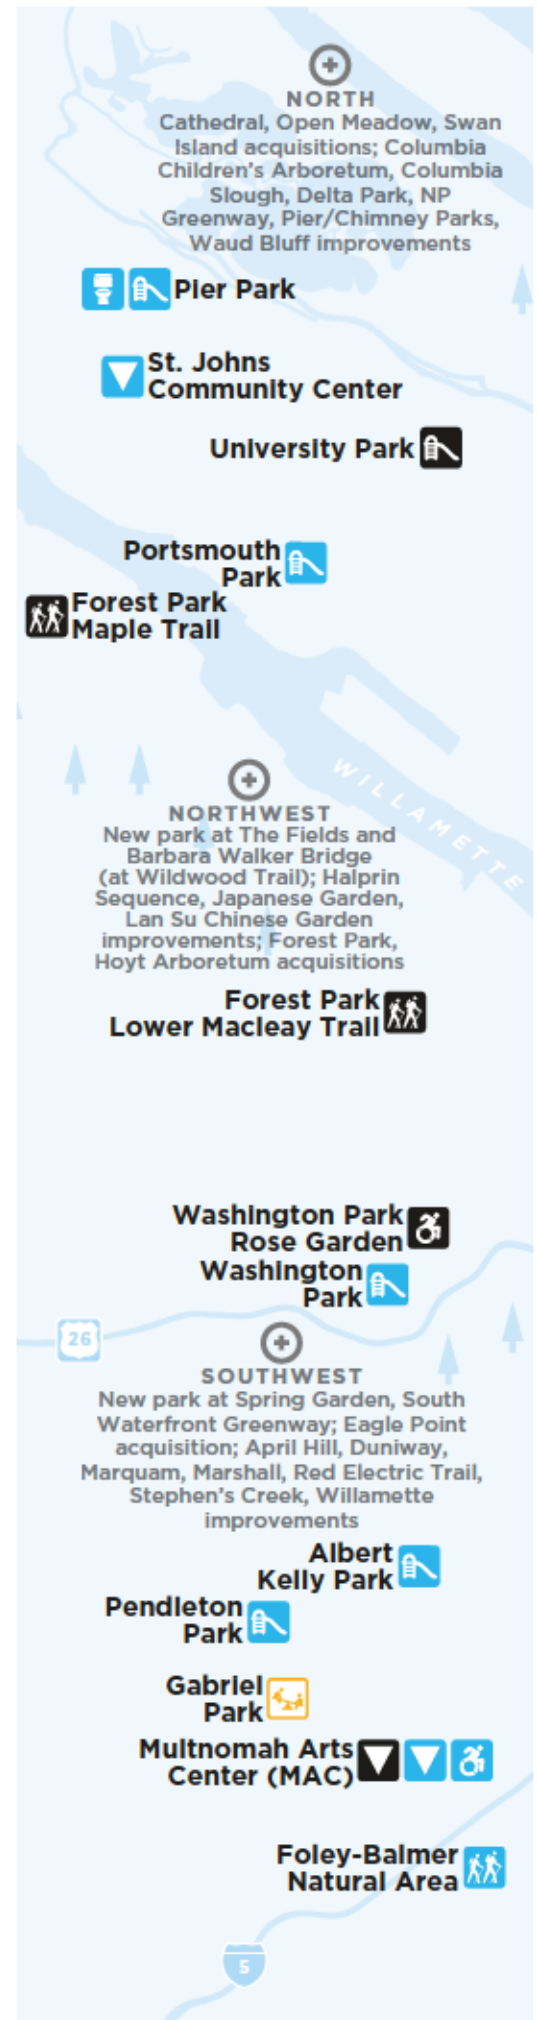 NORTH
Cathedral, Open Meadow, Swan
Island acquisitions; Columbia
Children's Arboretum, Columbia
Slough, Delta Park, NP
Greenway, Pier/Chimney Parks,
Waud Bluff improvements
Pier Park
St. Johns
Community Center
University Park
Portsmouth
Park
Forest Park
Maple Trail
WILLAMETTE
NORTHWEST
New park at The Fields and
Barbara Walker Bridge
(at Wildwood Trail); Halprin
Sequence, Japanese Garden,
Lan Su Chinese Garden
improvements; Forest Park,
Hoyt Arboretum acquisitions
Forest Park
Lower Macleay Trail
Washington Park
Rose Garden
Washington
Park
26
SOUTHWEST
New park at Spring Garden, South
Waterfront Greenway; Eagle Point
acquisition; April Hill, Duniway,
Marquam, Marshall, Red Electric Trail,
Stephen's Creek, Willamette
improvements
Albert
Kelly Park
Pendleton
Park
Gabriel
Park
Multnomah Arts
Center (MAC)
Foley-Balmer
Natural Area
5